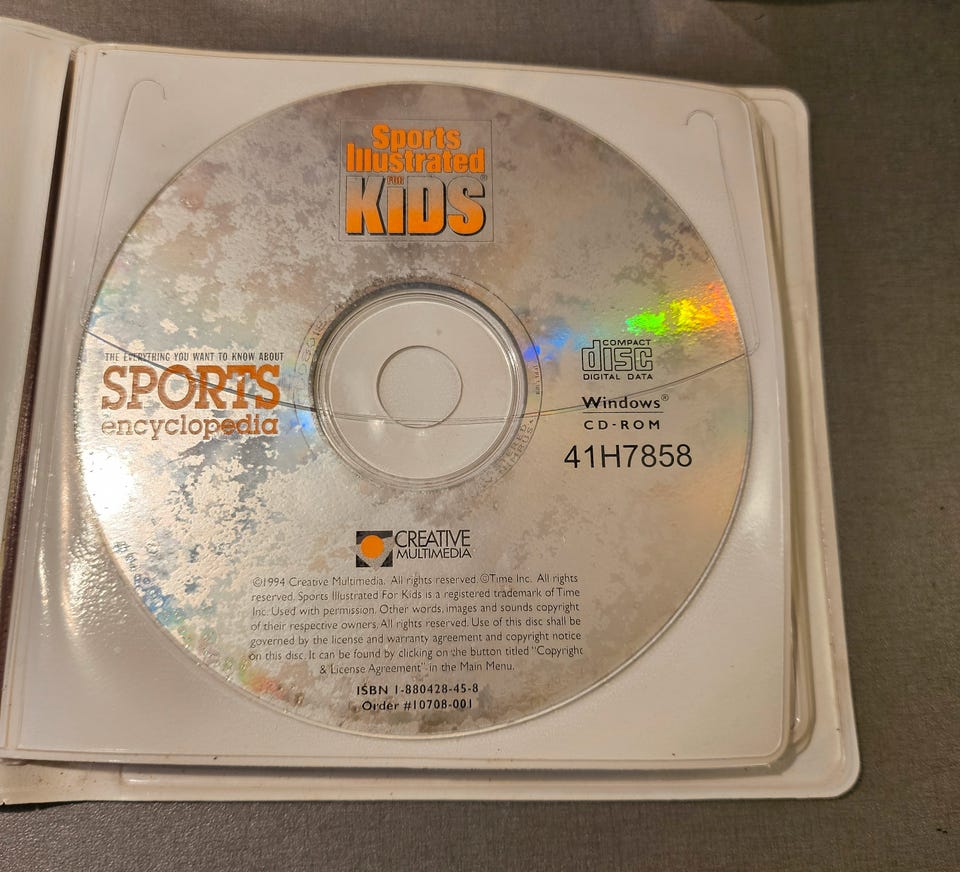 Sports
Illustrated
FOR
KIDS®
THE EVERYTHING YOU WANT TO KNOW ABOUT
SPORTS
encyclopedia
COMPACT
disc
DIGITAL DATA
Windows®
CD-ROM
41H7858
CREATIVE
MULTIMEDIA
©1994 Creative Multimedia. All rights reserved. ©Time Inc. All rights
reserved. Sports Illustrated For Kids is a registered trademark of Time
Inc. Used with permission. Other words, images and sounds copyright
of their respective owners. All rights reserved. Use of this disc shall be
governed by the license and warranty agreement and copyright notice
on this disc. It can be found by clicking on the button titled "Copyright
& License Agreement" in the Main Menu.
ISBN 1-880428-45-8
Order #10708-001